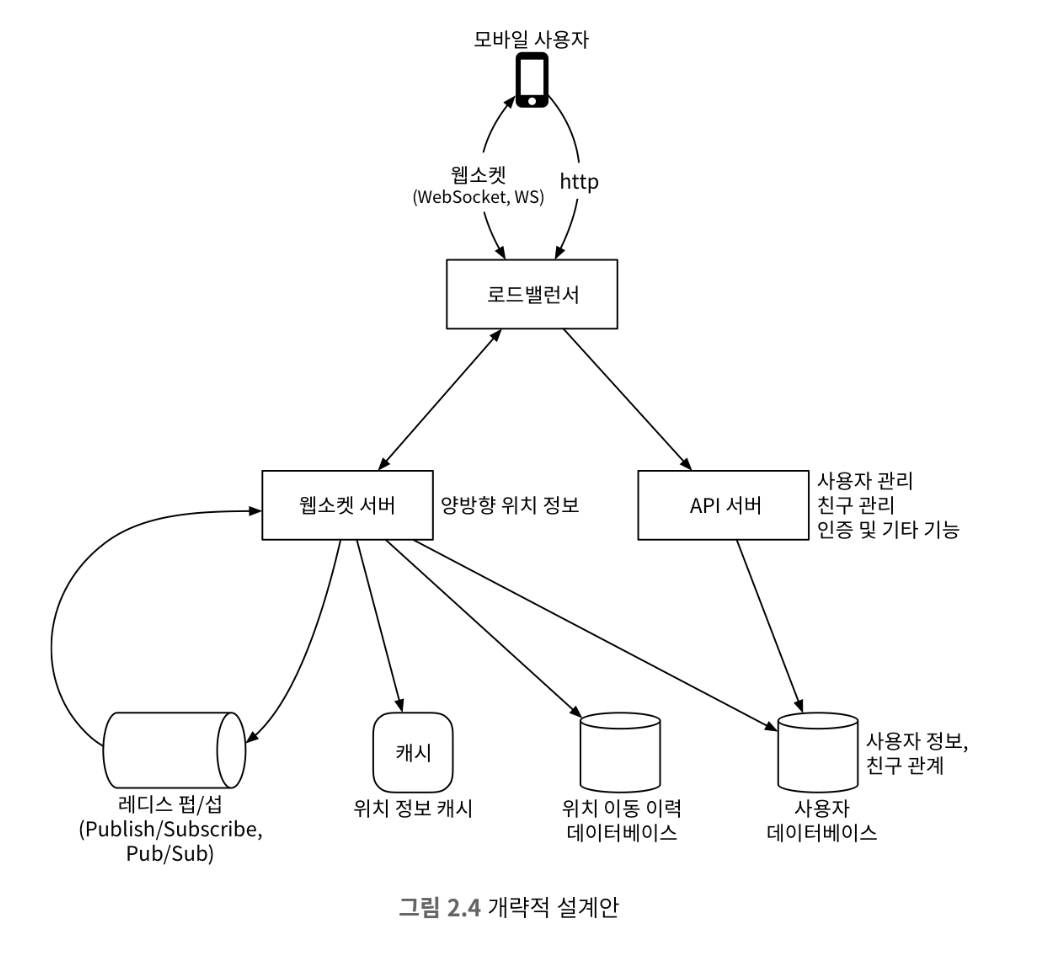 모바일 사용자
웹소켓
(WebSocket, WS)
http
로드밸런서
웹소켓 서버
양방향 위치 정보
API 서버
사용자 관리
친구 관리
인증 및 기타 기능
레디스 펍/섭
(Publish/Subscribe,
Pub/Sub)
캐시
위치 정보 캐시
위치 이동 이력
데이터베이스
사용자 정보,
친구 관계
사용자
데이터베이스
그림 2.4 개략적 설계안